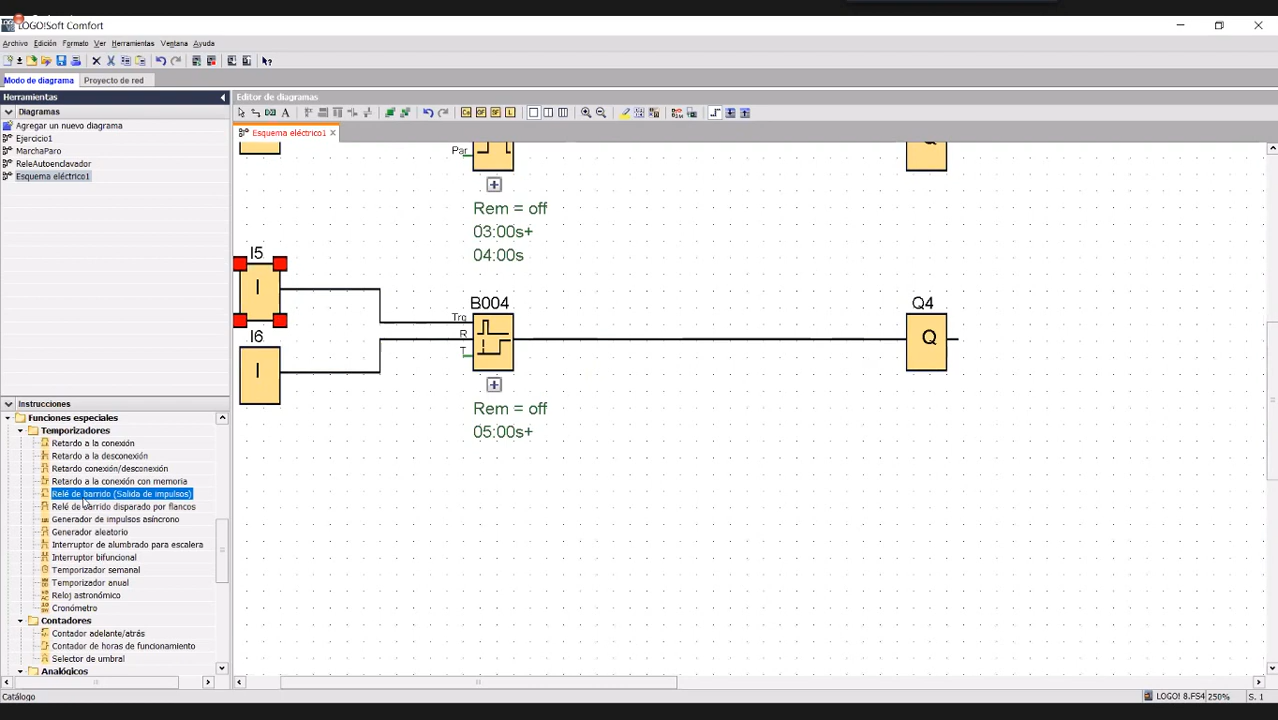 LOGO!Soft Comfort
Archivo Edición Formato Ver Herramientas Ventana Ayuda
Modo de diagrama Proyecto de red
Herramientas
Diagramas
Agregar un nuevo diagrama
Ejercicio1
MarchaParo
ReleAutoenclavador
Esquema eléctrico1
Instrucciones
Funciones especiales
Temporizadores
Retardo a la conexión
Retardo a la desconexión
Retardo conexión/desconexión
Retardo a la conexión con memoria
Relé de barrido (Salida de impulsos)
Relé de barrido disparado por flancos
Generador de impulsos asíncrono
Generador aleatorio
Interruptor de alumbrado para escalera
Interruptor bifuncional
Temporizador semanal
Temporizador anual
Reloj astronómico
Cronómetro
Contadores
Contador adelante/atrás
Contador de horas de funcionamiento
Selector de umbral
Analógicos
Editor de diagramas
A Co GF SF L
Esquema eléctrico1
Par
Q
Rem = off
03:00s+
04:00s
I5
I
I6
I
B004
Trg
R
T
Rem = off
05:00s+
Q4
Q
Catálogo
LOGO! 8.FS4 250% S. 1